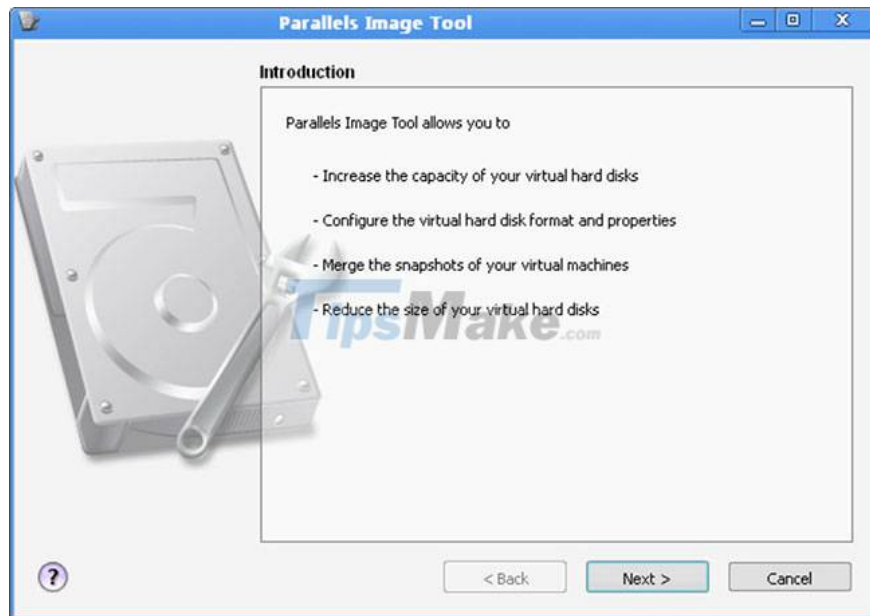 Parallels Image Tool
Introduction
Parallels Image Tool allows you to
- Increase the capacity of your virtual hard disks
- Configure the virtual hard disk format and properties
- Merge the snapshots of your virtual machines
- Reduce the size of your virtual hard disks
TipsMake.com
?
< Back
Next >
Cancel